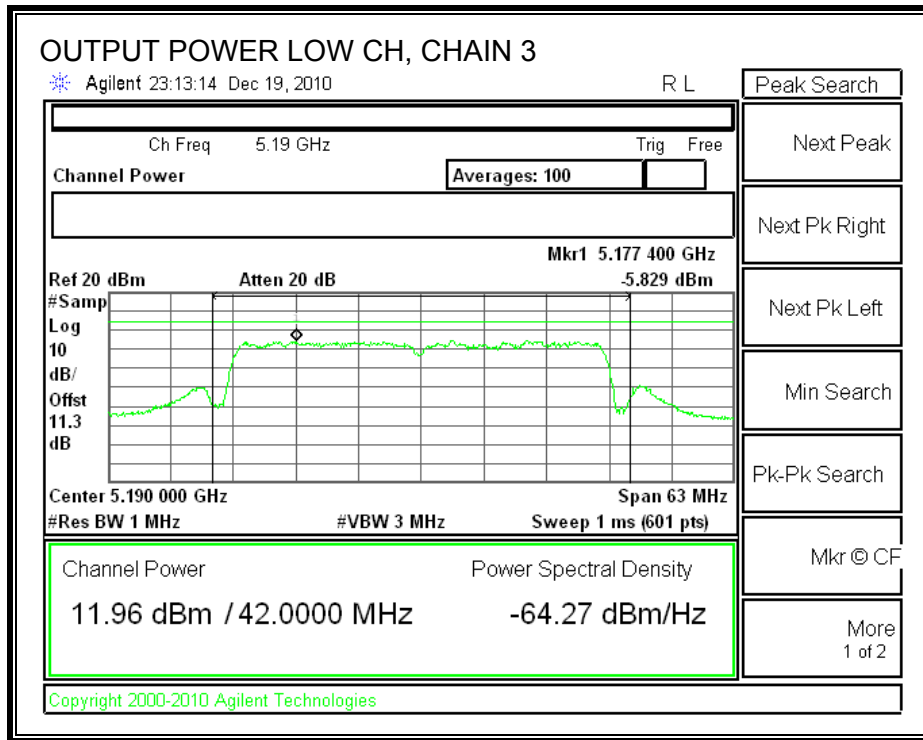 OUTPUT POWER LOW CH, CHAIN 3
Agilent 23:13:14 Dec 19, 2010 R L
Peak Search
Ch Freq 5.19 GHz Trig Free
Channel Power Averages: 100
Mkr1 5.177 400 GHz
Ref 20 dBm Atten 20 dB -5.829 dBm
#Samp
Log
10
dB/
Offst
11.3
dB
Center 5.190 000 GHz Span 63 MHz
#Res BW 1 MHz #VBW 3 MHz Sweep 1 ms (601 pts)
Channel Power Power Spectral Density
11.96 dBm / 42.0000 MHz -64.27 dBm/Hz
Copyright 2000-2010 Agilent Technologies
Next Peak
Next Pk Right
Next Pk Left
Min Search
Pk-Pk Search
Mkr © CF
More
1 of 2